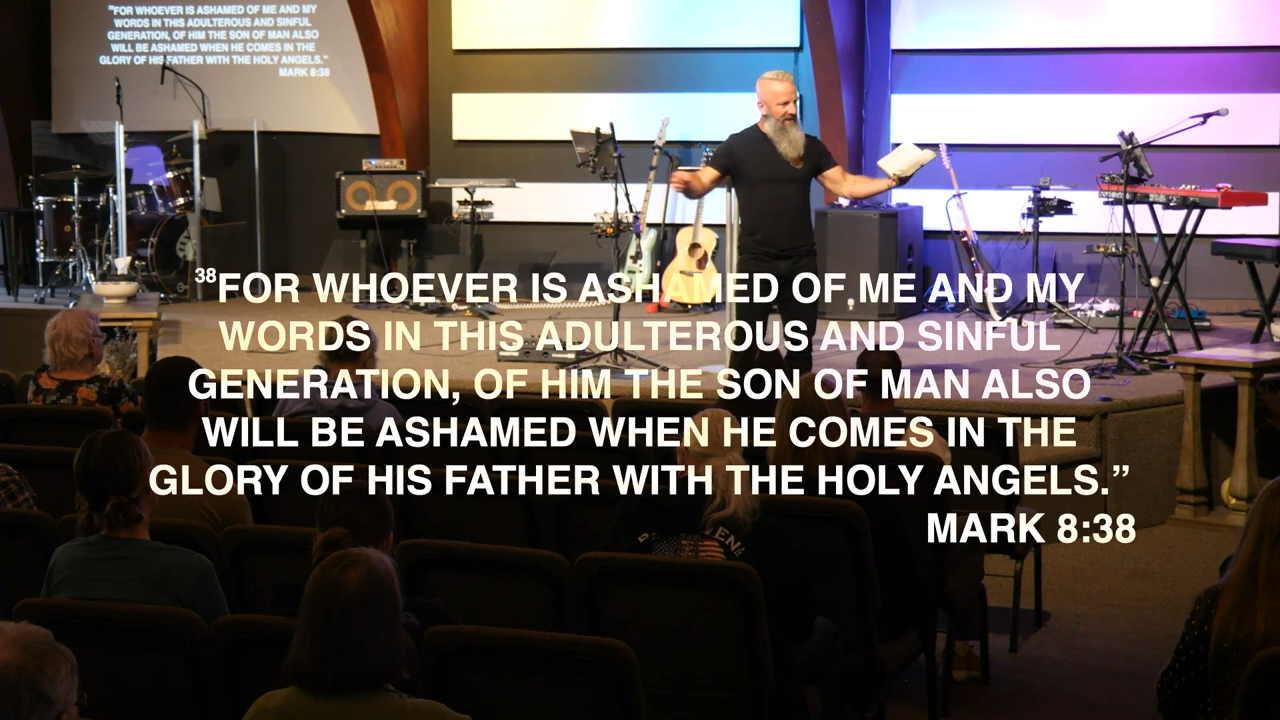 ³⁸FOR WHOEVER IS ASHAMED OF ME AND MY
WORDS IN THIS ADULTEROUS AND SINFUL
GENERATION, OF HIM THE SON OF MAN ALSO
WILL BE ASHAMED WHEN HE COMES IN THE
GLORY OF HIS FATHER WITH THE HOLY ANGELS.”
MARK 8:38
³⁸FOR WHOEVER IS ASHAMED OF ME AND MY
WORDS IN THIS ADULTEROUS AND SINFUL
GENERATION, OF HIM THE SON OF MAN ALSO
WILL BE ASHAMED WHEN HE COMES IN THE
GLORY OF HIS FATHER WITH THE HOLY ANGELS.”
MARK 8:38